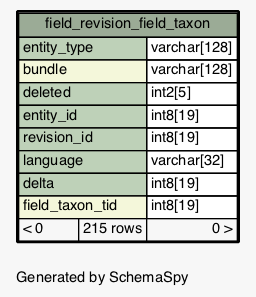 field_revision_field_taxon
entity_type varchar[128]
bundle varchar[128]
deleted int2[5]
entity_id int8[19]
revision_id int8[19]
language varchar[32]
delta int8[19]
field_taxon_tid int8[19]
< 0 215 rows 0 >
Generated by SchemaSpy